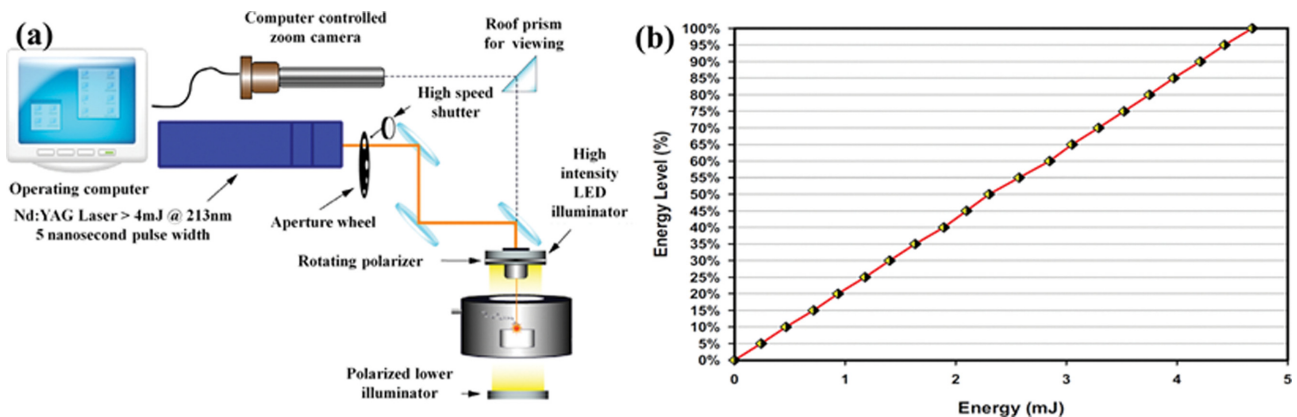 (a)
Computer controlled
zoom camera
Roof prism
for viewing
High speed
shutter
High
intensity
LED
illuminator
Operating computer
Nd:YAG Laser > 4mJ @ 213nm
5 nanosecond pulse width
Aperture wheel
Rotating polarizer
Polarized lower
illuminator
(b)
Energy Level (%)
100%
95%
90%
85%
80%
75%
70%
65%
60%
55%
50%
45%
40%
35%
30%
25%
20%
15%
10%
5%
0%
0 1 2 3 4 5
Energy (mJ)